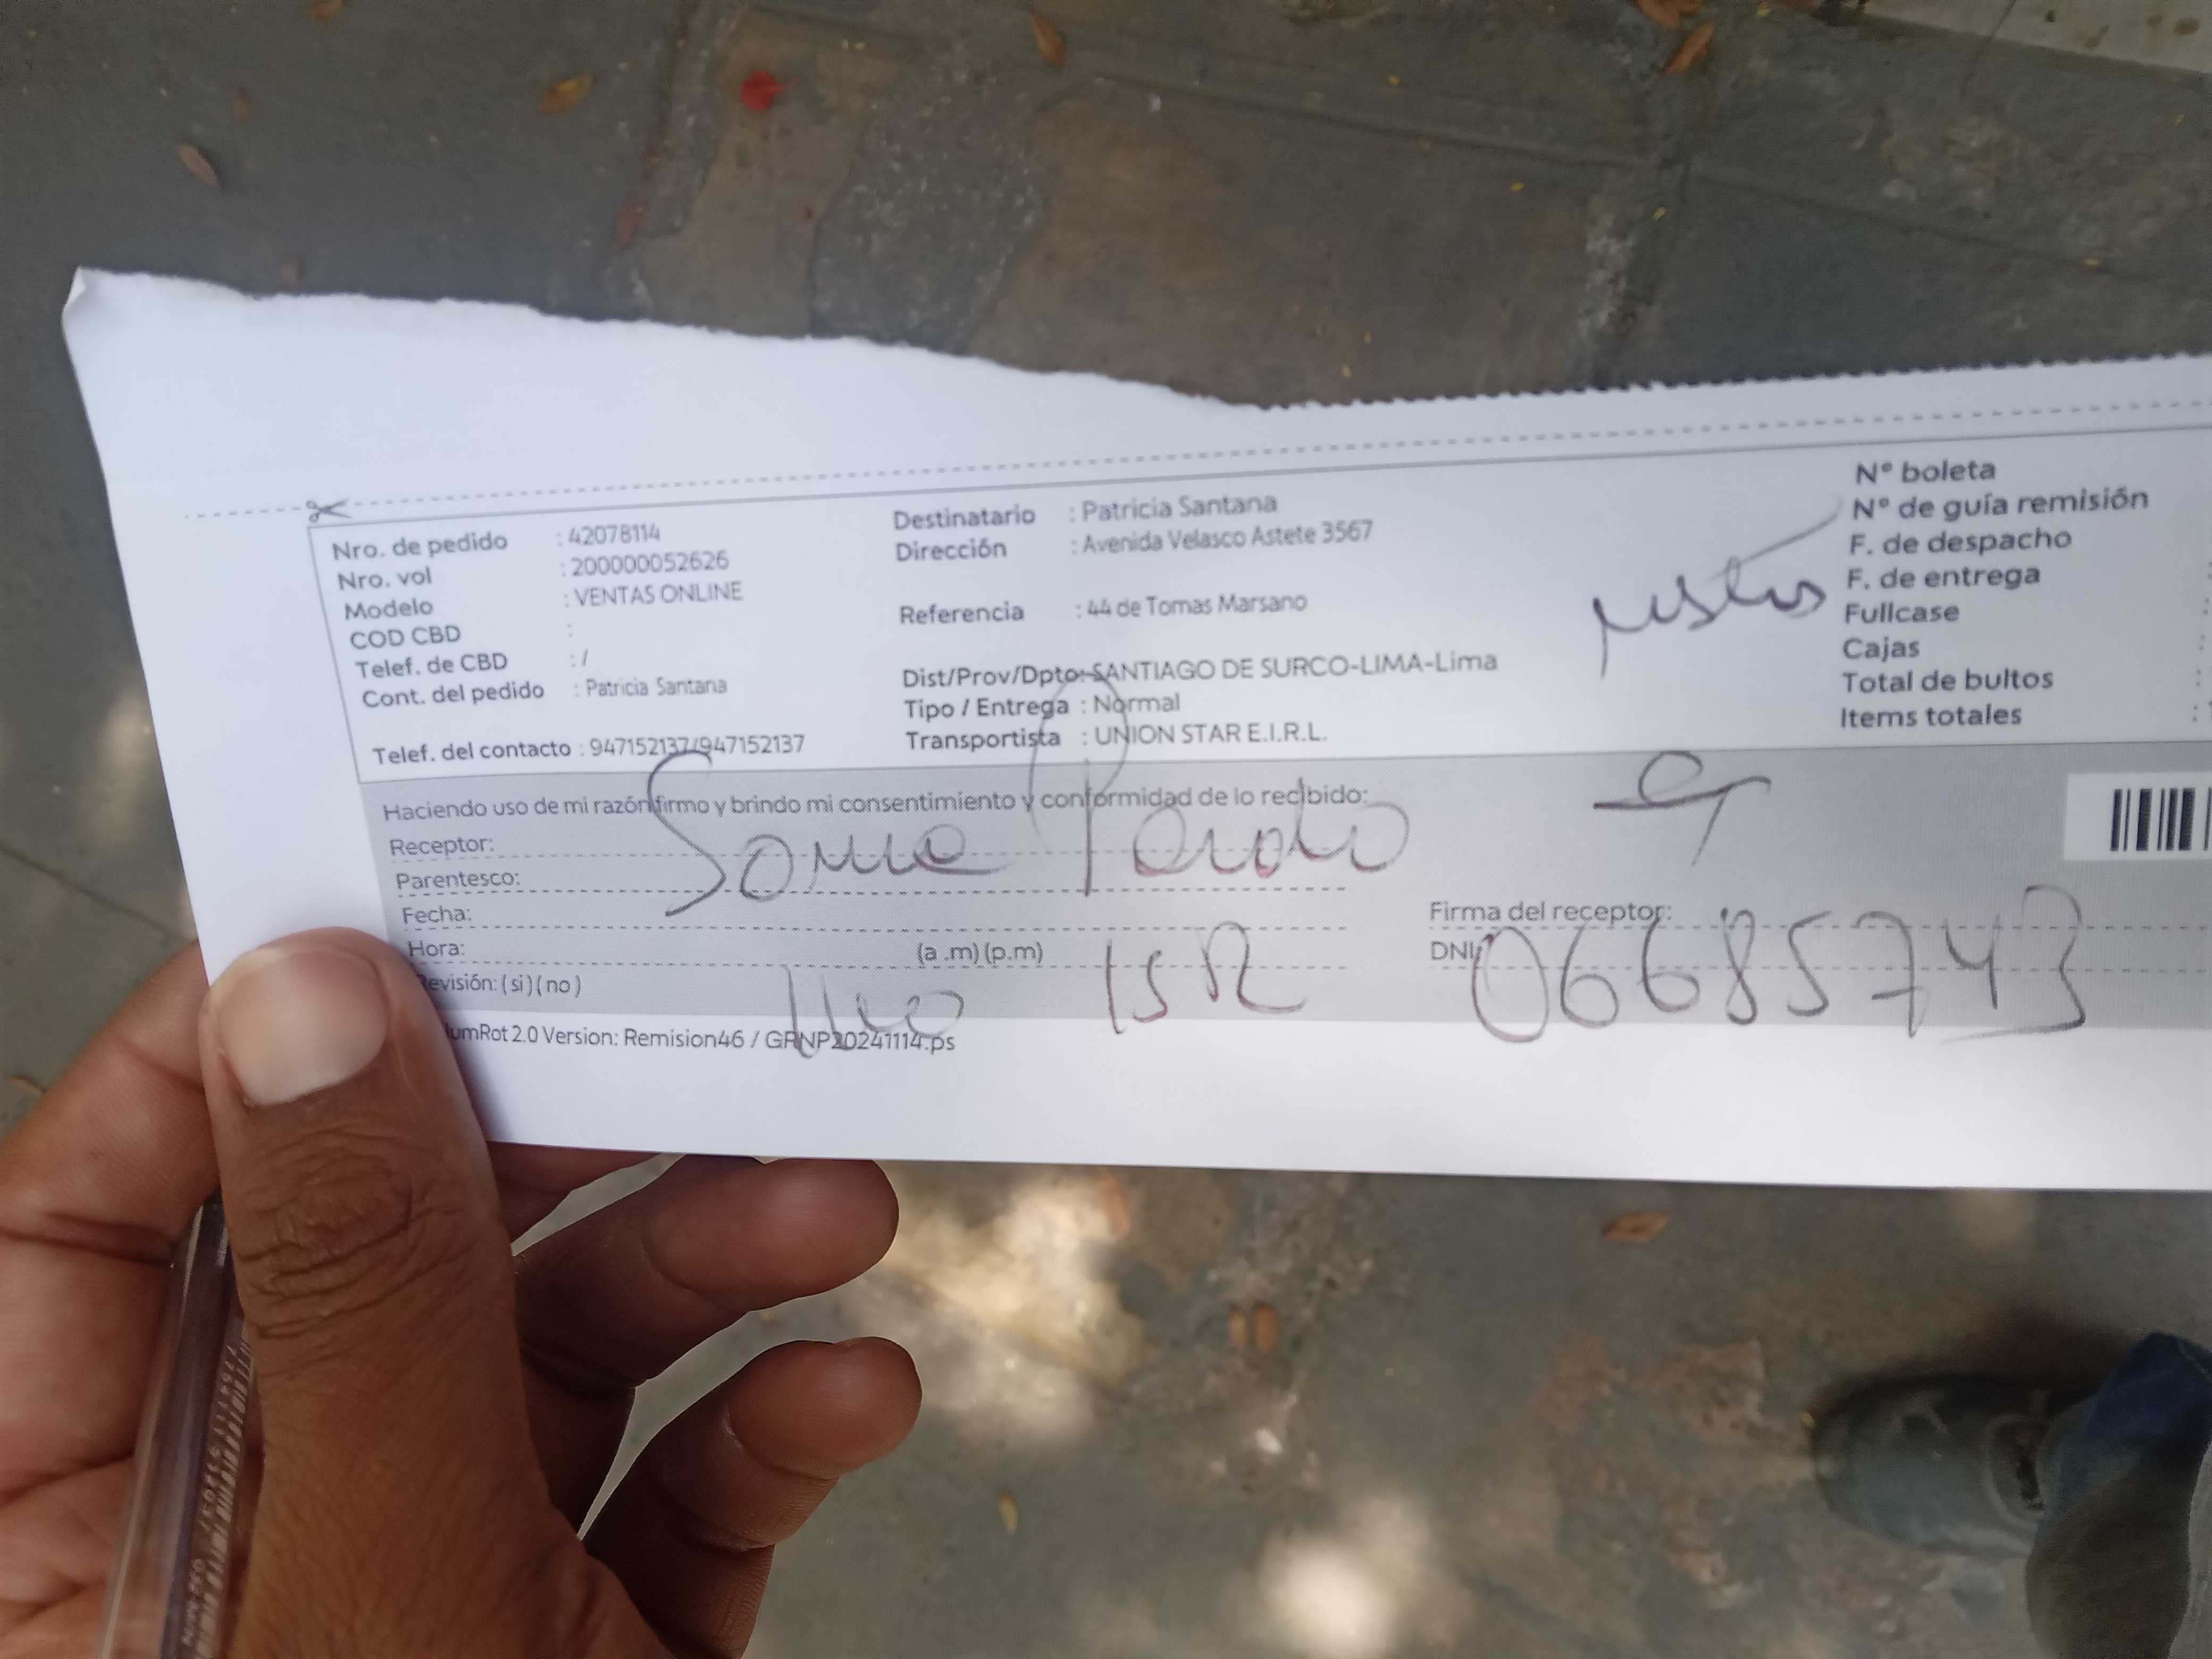 Nro. de pedido : 42078114
Nro. vol : 200000052626
Modelo : VENTAS ONLINE
COD CBD :
Telef. de CBD : /
Cont. del pedido : Patricia Santana
Telef. del contacto : 947152137/947152137
Destinatario : Patricia Santana
Dirección : Avenida Velasco Astete 3567
Referencia : 44 de Tomas Marsano
Dist/Prov/Dpto: SANTIAGO DE SURCO-LIMA-Lima
Tipo / Entrega : Normal
Transportista : UNION STAR E.I.R.L.
N° boleta
N° de guía remisión
F. de despacho
F. de entrega
Fullcase
Cajas
Total de bultos
Items totales :
Haciendo uso de mi razón firmo y brindo mi consentimiento y conformidad de lo recibido:
Receptor:
Parentesco:
Fecha:
Hora: (a .m) (p.m)
Revisión: ( si ) ( no )
Firma del receptor:
DNI: 06685743
umRot 2.0 Version: Remision46 / GRNP20241114.ps